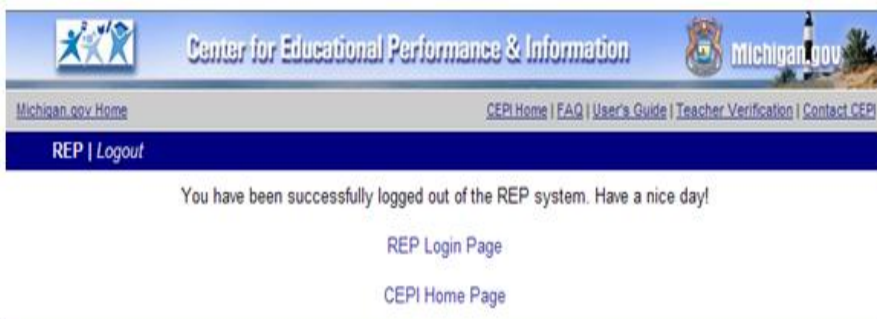 Center for Educational Performance & Information Michigan.gov
Michigan.gov Home CEPI Home | FAQ | User's Guide | Teacher Verification | Contact CEPI
REP | Logout
You have been successfully logged out of the REP system. Have a nice day!
REP Login Page
CEPI Home Page